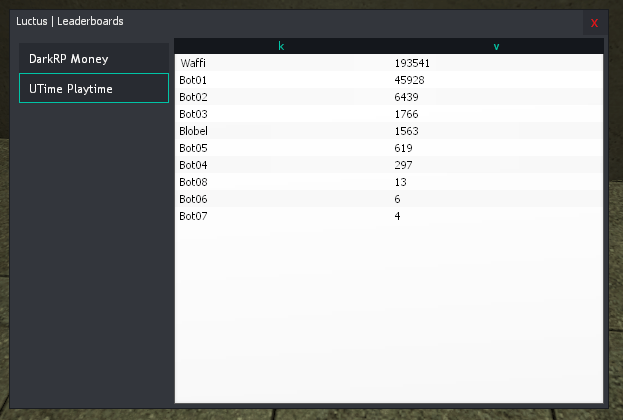 Luctus | Leaderboards x
DarkRP Money
UTime Playtime
k v
Waffi 193541
Bot01 45928
Bot02 6439
Bot03 1766
Blobel 1563
Bot05 619
Bot04 297
Bot08 13
Bot06 6
Bot07 4